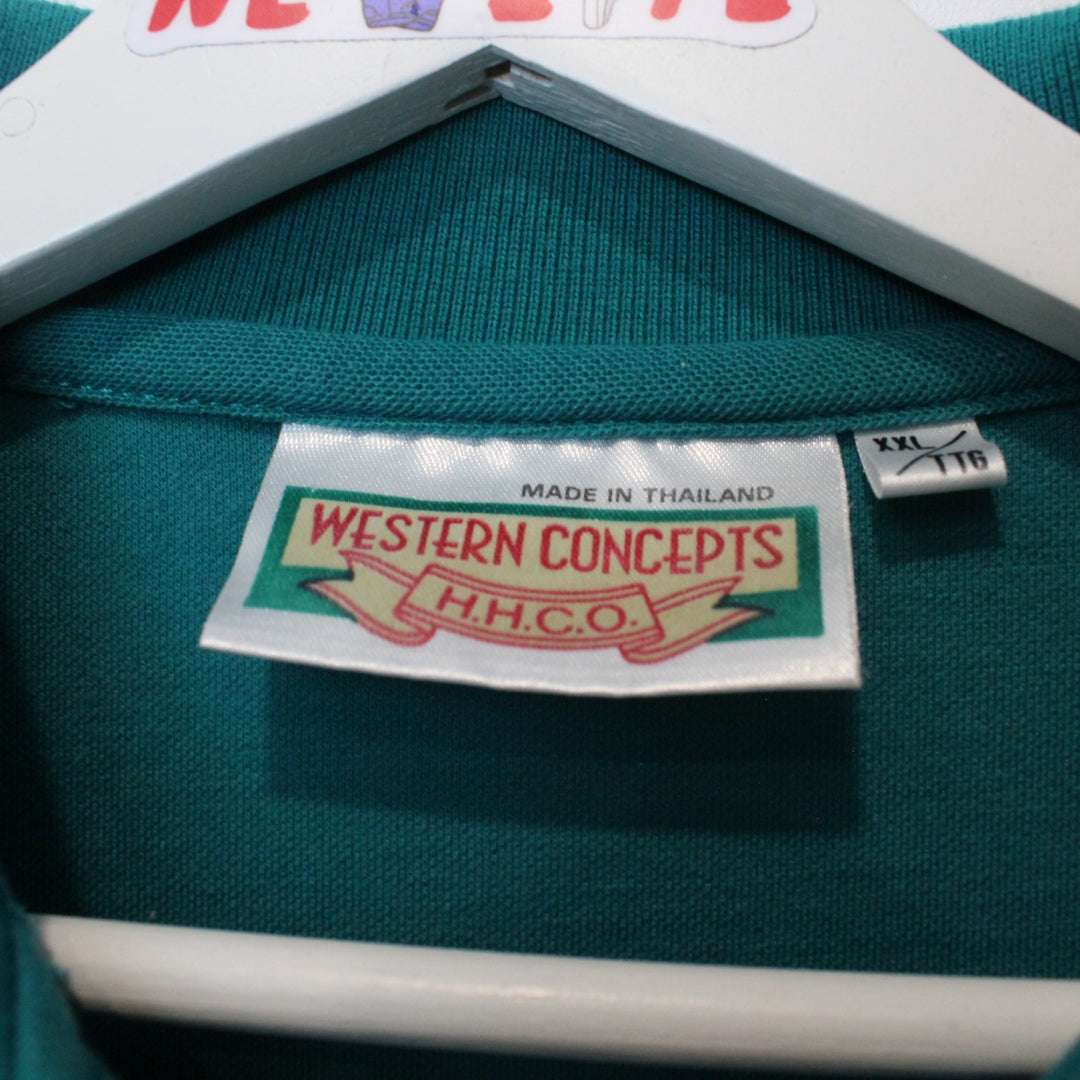 MADE IN THAILAND
WESTERN CONCEPTS
H.H.C.O.
XXL/TTG